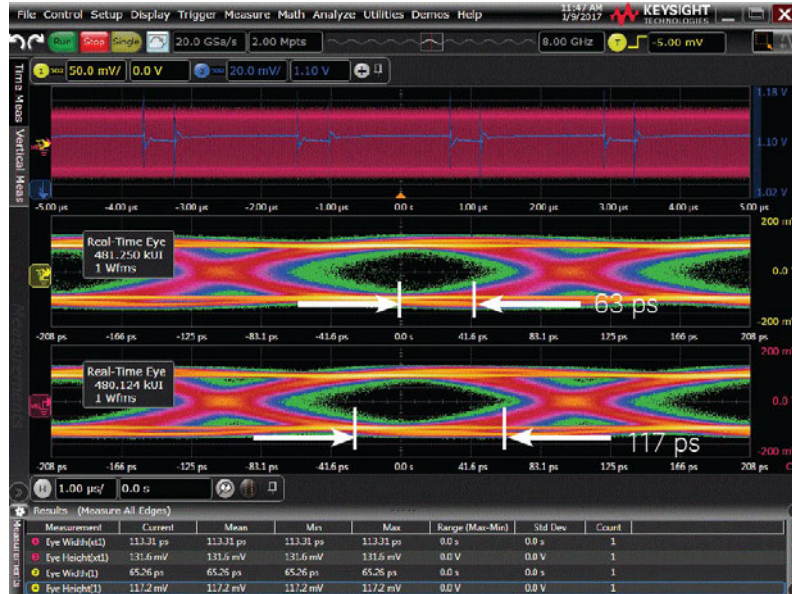 File Control Setup Display Trigger Measure Math Analyze Utilities Demos Help 11:47 AM 1/9/2017 KEYSIGHT TECHNOLOGIES
Run Stop Single 20.0 GSa/s 2.00 Mpts 8.00 GHz T -5.00 mV
1 50.0 mV/ 0.0 V 2 20.0 mV/ 1.10 V
Time Meas
Vertical Meas
1.18 V
1.10 V
1.02 V
-5.00 µs -4.00 µs -3.00 µs -2.00 µs -1.00 µs 0.0 s 1.00 µs 2.00 µs 3.00 µs 4.00 µs 5.00 µs
200 mV
Real-Time Eye
481.250 kUI
1 Wfms
0.0 V
63 ps
-200 mV
-208 ps -166 ps -125 ps -83.1 ps -41.6 ps 0.0 s 41.6 ps 83.1 ps 125 ps 166 ps 208 ps
200 mV
Real-Time Eye
480.124 kUI
1 Wfms
0.0 V
117 ps
-200 mV
-208 ps -166 ps -125 ps -83.1 ps -41.6 ps 0.0 s 41.6 ps 83.1 ps 125 ps 166 ps 208 ps
H 1.00 µs/ 0.0 s
Results (Measure All Edges)
Measurements
Measurement Current Mean Min Max Range (Max-Min) Std Dev Count
Eye Width(xt1) 113.31 ps 113.31 ps 113.31 ps 113.31 ps 0.0 s 0.0 s 1
Eye Height(xt1) 131.6 mV 131.6 mV 131.6 mV 131.6 mV 0.0 V 0.0 V 1
Eye Width(1) 65.26 ps 65.26 ps 65.26 ps 65.26 ps 0.0 s 0.0 s 1
Eye Height(1) 117.2 mV 117.2 mV 117.2 mV 117.2 mV 0.0 V 0.0 V 1